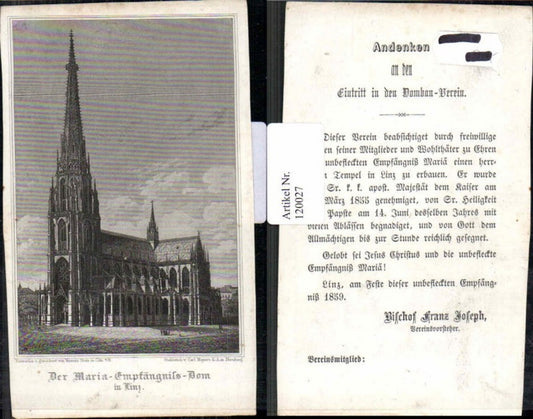 Der Maria-Empfängniß-Dom
in Linz.
Artikel Nr.
120027
Andenken
an den
Eintritt in den Dombau-Verein.
Dieser Verein beabsichtiget durch freiwillige
en seiner Mitglieder und Wohlthäter zu Ehren
unbefleckten Empfängniß Mariä einen herr-
Tempel in Linz zu erbauen. Er wurde
Sr. k. k. apost. Majestät dem Kaiser am
März 1855 genehmiget, von Sr. Heiligkeit
Papste am 14. Juni desselben Jahres mit
vielen Ablässen begnadigt, und von Gott dem
Allmächtigen bis zur Stunde reichlich gesegnet.
Gelobt sei Jesus Christus und die unbefleckte
Empfängniß Mariä!
Linz, am Feste dieser unbefleckten Empfäng-
niß 1859.
Bischof Franz Joseph,
Vereinsvorsteher.
Vereinsmitglied: